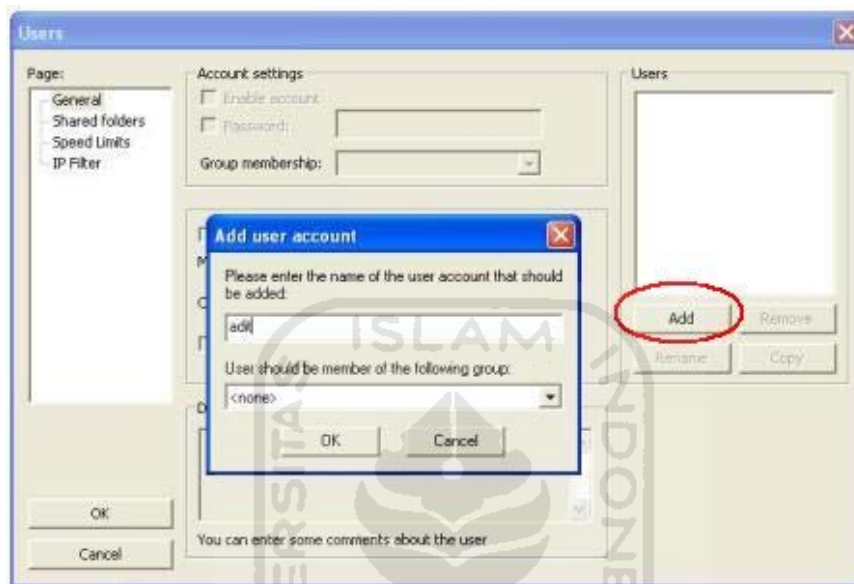 Users
Page:
General
Shared folders
Speed Limits
IP Filter
Account settings
Enable account
Password:
Group membership:
Users
Add
Remove
Rename
Copy
Add user account
Please enter the name of the user account that should
be added:
adit
User should be member of the following group:
<none>
OK
Cancel
You can enter some comments about the user
OK
Cancel
ISLAM